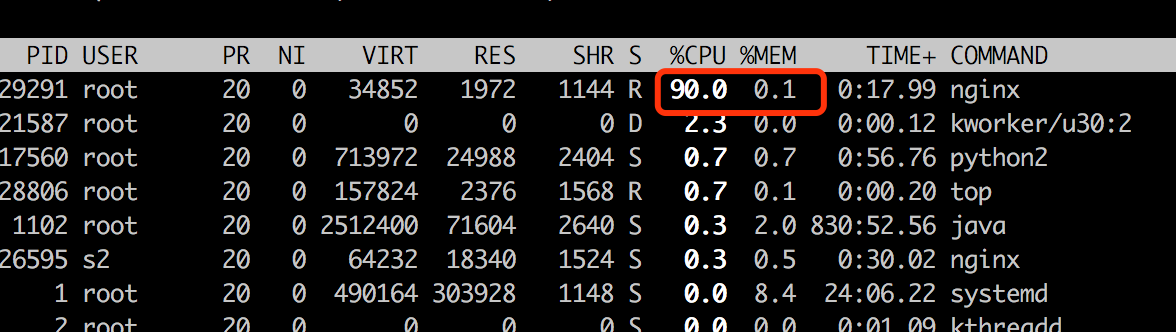 PID USER PR NI VIRT RES SHR S %CPU %MEM TIME+ COMMAND
29291 root 20 0 34852 1972 1144 R 90.0 0.1 0:17.99 nginx
21587 root 20 0 0 0 0 D 2.3 0.0 0:00.12 kworker/u30:2
17560 root 20 0 713972 24988 2404 S 0.7 0.7 0:56.76 python2
28806 root 20 0 157824 2376 1568 R 0.7 0.1 0:00.20 top
1102 root 20 0 2512400 71604 2640 S 0.3 2.0 830:52.56 java
26595 s2 20 0 64232 18340 1524 S 0.3 0.5 0:30.02 nginx
1 root 20 0 490164 303928 1148 S 0.0 8.4 24:06.22 systemd
2 root 20 0 0 0 0 S 0.0 0.0 0:01.09 kthreadd